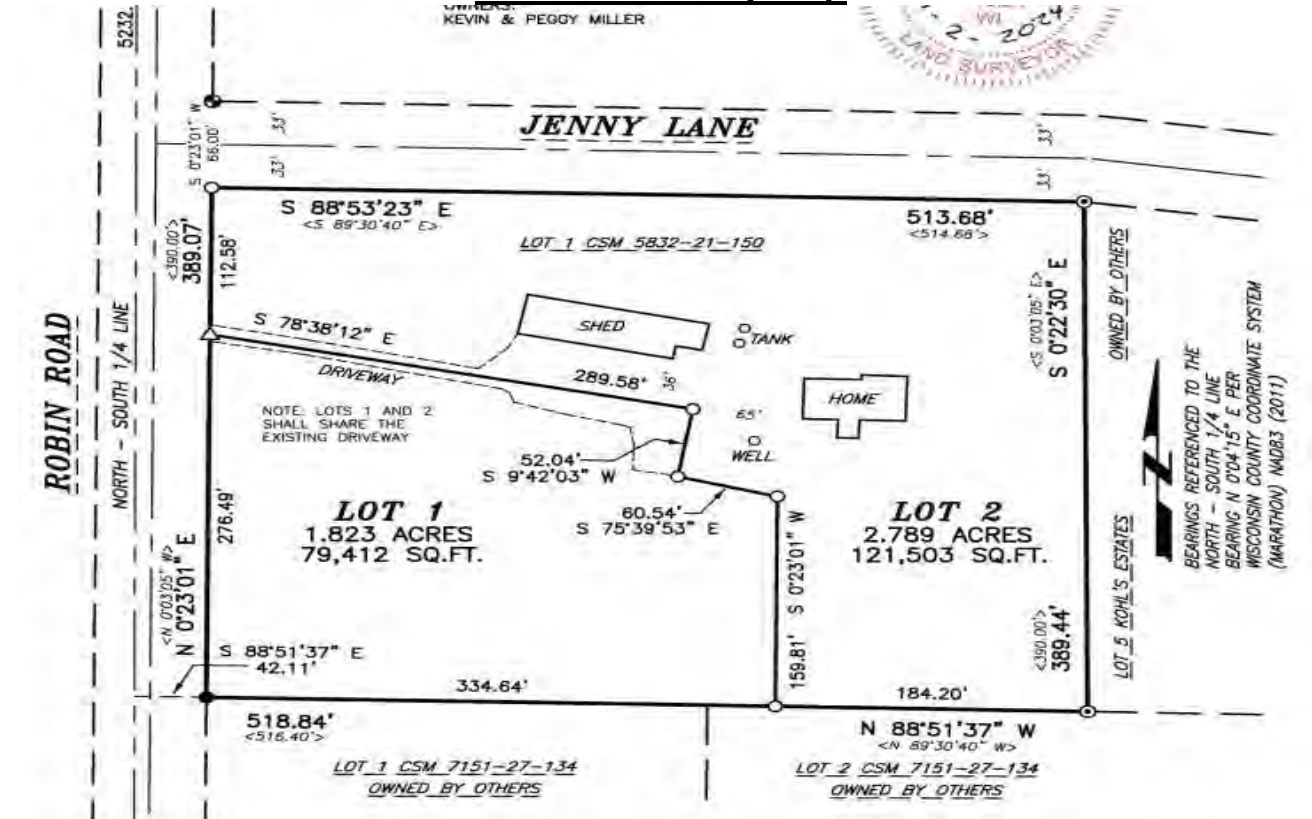 KEVIN & PEGGY MILLER
2 - 2024
LAND SURVEYOR
5232
S 0°23'01" W
66.00'
33'
33'
JENNY LANE
33'
33'
S 88°53'23" E
<S 89°30'40" E>
513.68'
<514.66'>
LOT 1 CSM 5832-21-150
<390.00'>
389.07'
112.58'
ROBIN ROAD
NORTH - SOUTH 1/4 LINE
S 78°38'12" E
DRIVEWAY
289.58'
SHED
TANK
36'
HOME
65'
WELL
NOTE: LOTS 1 AND 2
SHALL SHARE THE
EXISTING DRIVEWAY
52.04'
S 9°42'03" W
60.54'
S 75°39'53" E
<S 0°03'05" E>
S 0°22'30" E
OWNED BY OTHERS
BEARINGS REFERENCED TO THE
NORTH - SOUTH 1/4 LINE
BEARING N 0°04'15" E PER
WISCONSIN COUNTY COORDINATE SYSTEM
(MARATHON) NAD83 (2011)
276.49'
LOT 1
1.823 ACRES
79,412 SQ.FT.
LOT 2
2.789 ACRES
121,503 SQ.FT.
<N 0°03'05" W>
N 0°23'01" E
S 88°51'37" E
42.11'
159.81' S 0°23'01" W
<390.00'>
389.44'
LOT 5 KOHL'S ESTATES
334.64'
184.20'
518.84'
<516.40'>
N 88°51'37" W
<N 89°30'40" W>
LOT 1 CSM 7151-27-134
OWNED BY OTHERS
LOT 2 CSM 7151-27-134
OWNED BY OTHERS